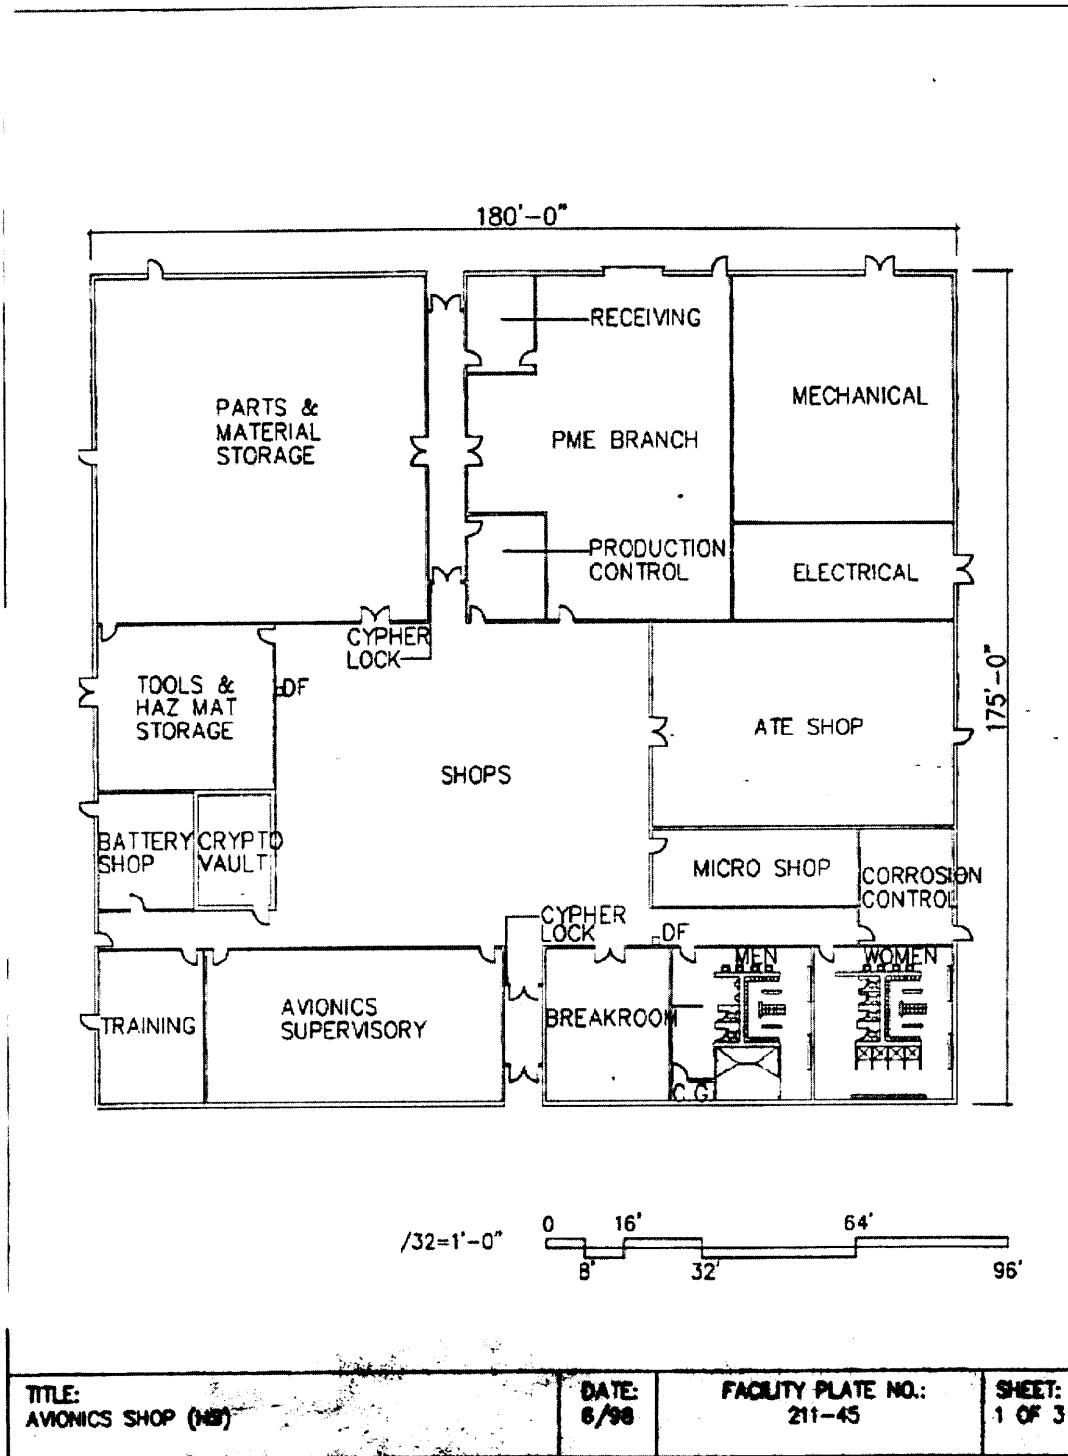 180'-0"
RECEIVING
MECHANICAL
PARTS &
MATERIAL
STORAGE
PME BRANCH
PRODUCTION
CONTROL
ELECTRICAL
CYPHER
LOCK
175'-0"
TOOLS &
HAZ MAT
STORAGE
DF
ATE SHOP
SHOPS
BATTERY
SHOP
CRYPTO
VAULT
MICRO SHOP
CORROSION
CONTROL
CYPHER
LOCK
DF
MEN
WOMEN
TRAINING
AVIONICS
SUPERVISORY
BREAKROOM
C.G.
/32=1'-0"
0 16' 64'
8' 32' 96'
TITLE:
AVIONICS SHOP
DATE:
6/98
FACILITY PLATE NO.:
211-45
SHEET:
1 OF 3